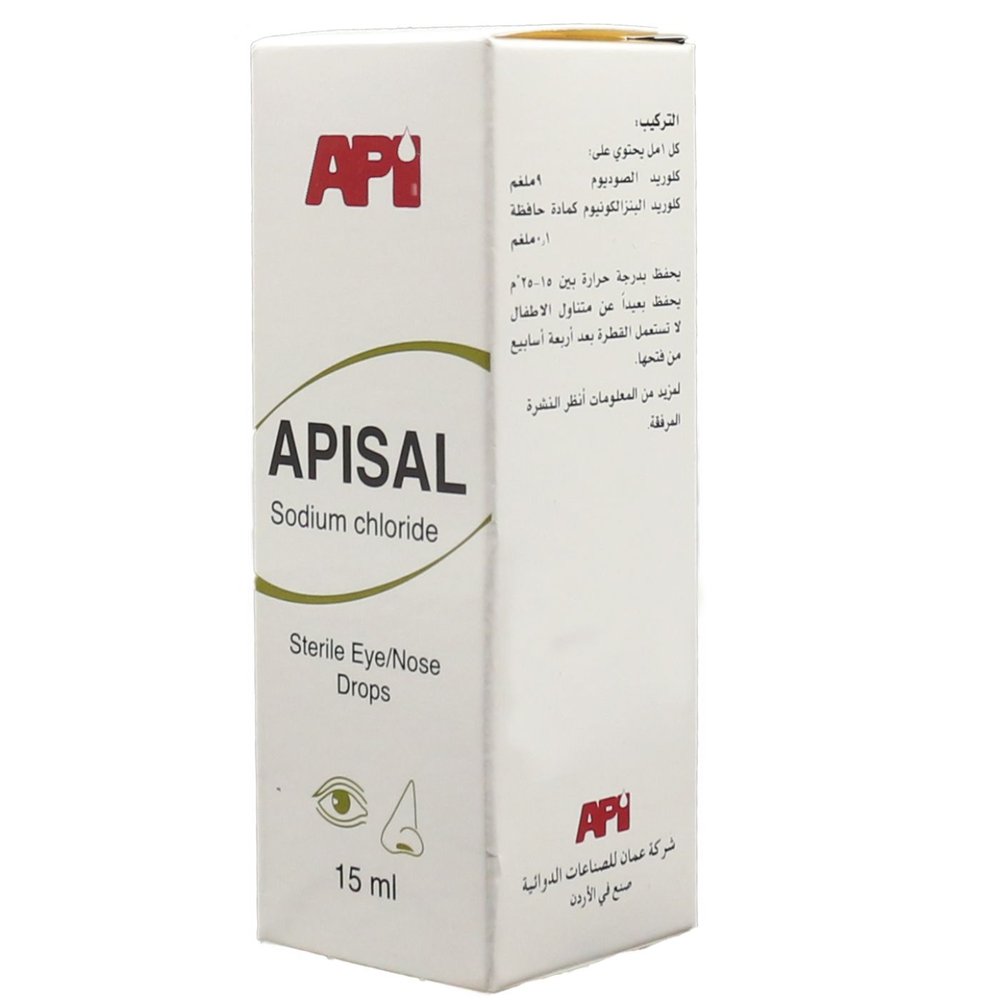 API
APISAL
Sodium chloride
Sterile Eye/Nose
Drops
15 ml
التركيب:
كل ١مل يحتوي على:
كلوريد الصوديوم ٩ملغم
كلوريد البنزالكونيوم كمادة حافظة
٠٫١ملغم
يحفظ بدرجة حرارة بين ١٥-٢٥°م
يحفظ بعيداً عن متناول الاطفال
لا تستعمل القطرة بعد أربعة أسابيع
من فتحها.
لمزيد من المعلومات أنظر النشرة
المرفقة.
API
شركة عمان للصناعات الدوائية
صنع في الأردن